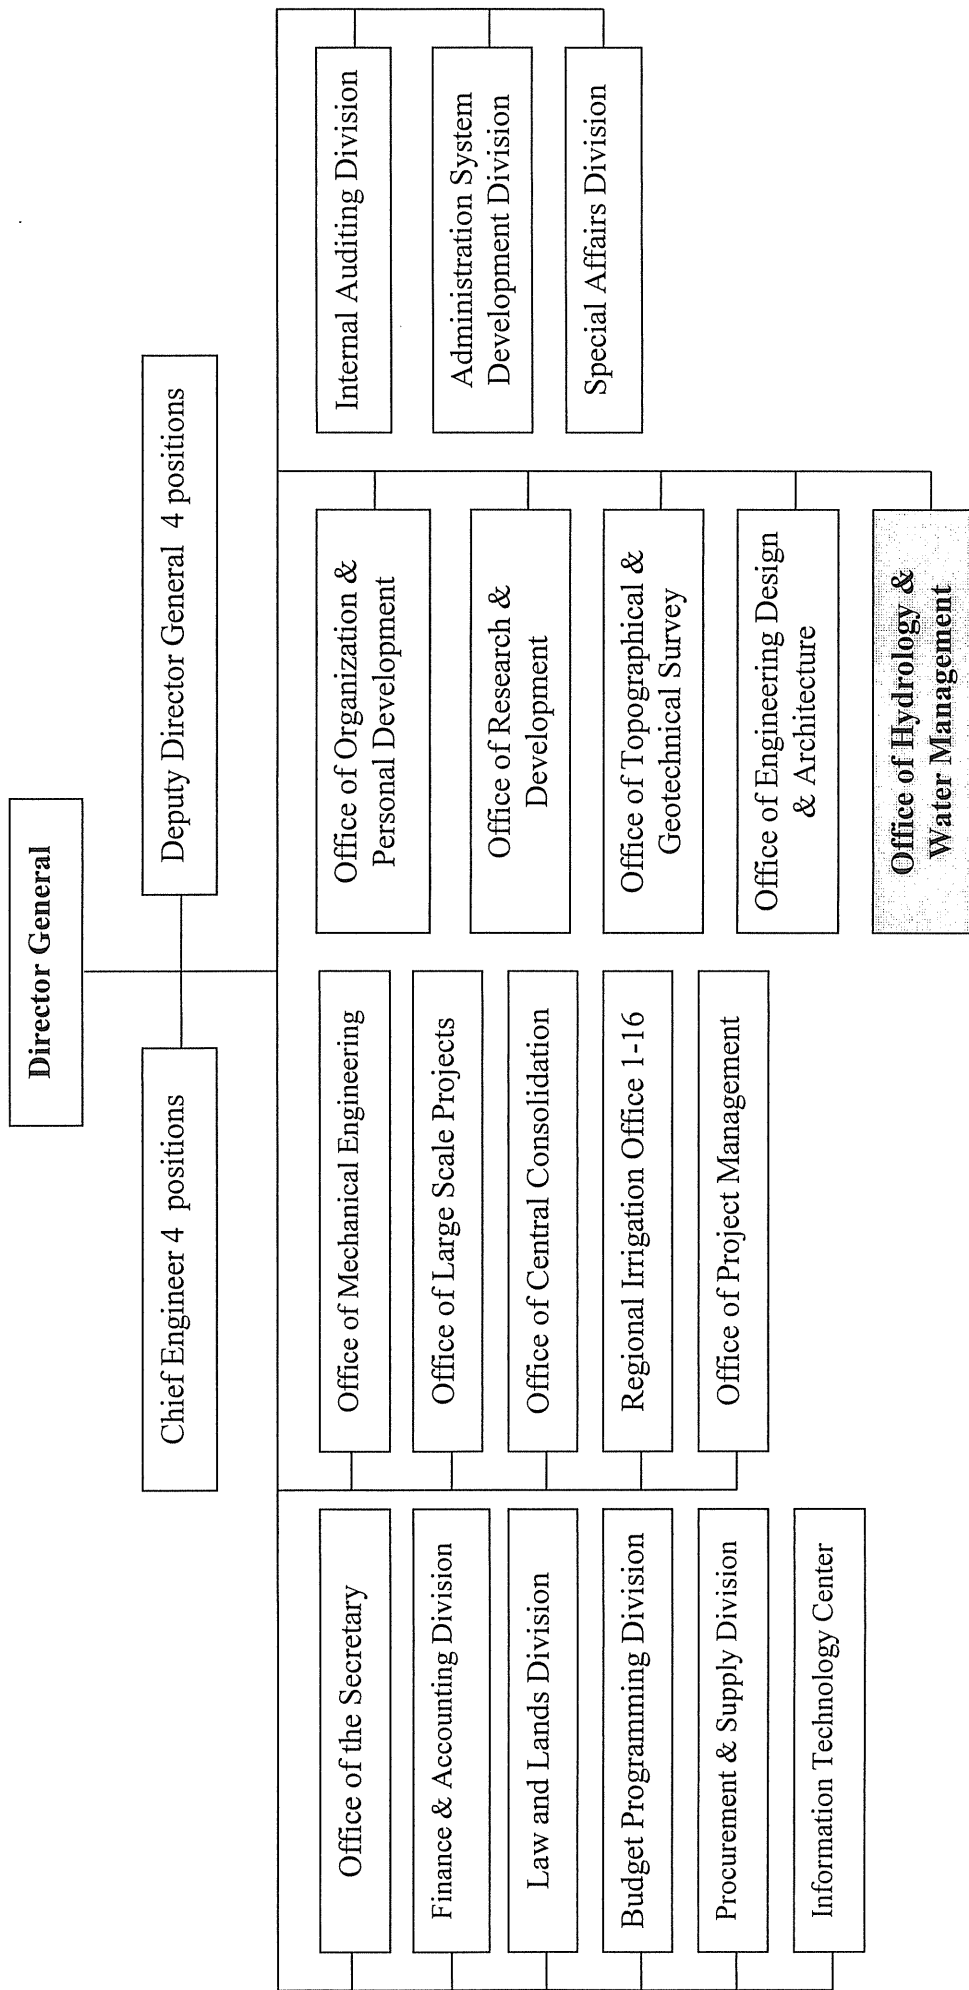 Director General
Chief Engineer 4 positions
Deputy Director General 4 positions
Office of the Secretary
Finance & Accounting Division
Law and Lands Division
Budget Programming Division
Procurement & Supply Division
Information Technology Center
Office of Mechanical Engineering
Office of Large Scale Projects
Office of Central Consolidation
Regional Irrigation Office 1-16
Office of Project Management
Office of Organization &
Personal Development
Office of Research &
Development
Office of Topographical &
Geotechnical Survey
Office of Engineering Design
& Architecture
Office of Hydrology &
Water Management
Internal Auditing Division
Administration System
Development Division
Special Affairs Division